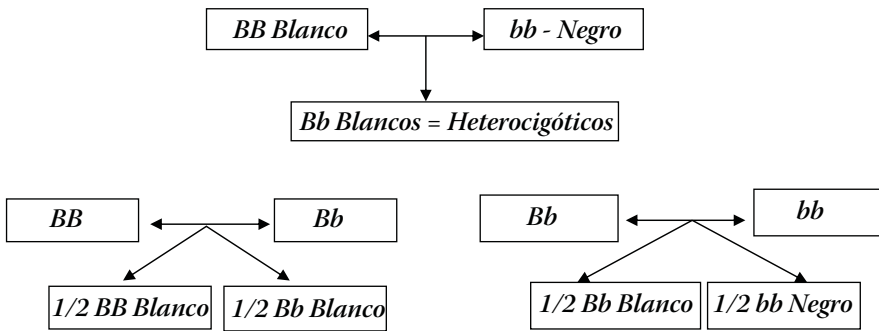 BB Blanco
bb - Negro
Bb Blancos = Heterocigóticos
BB
Bb
Bb
bb
1/2 BB Blanco
1/2 Bb Blanco
1/2 Bb Blanco
1/2 bb Negro